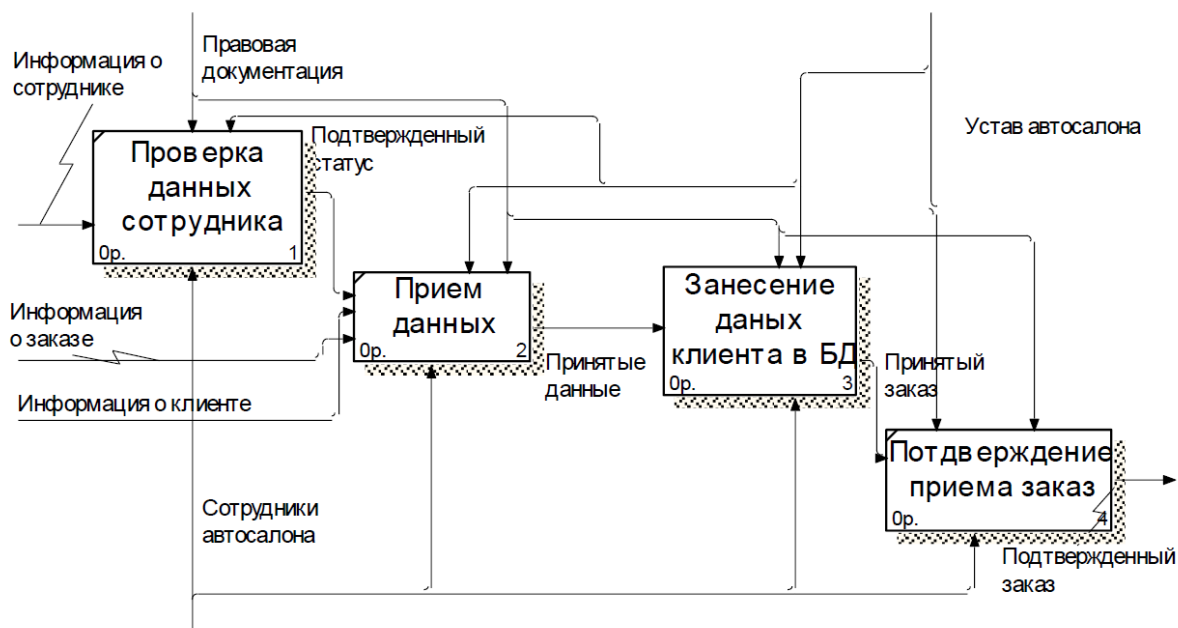 Информация о
сотруднике
Правовая
документация
Устав автосалона
Проверка
данных
сотрудника
0р.
1
Подтвержденный
статус
Информация
о заказе
Информация о клиенте
Прием
данных
0р.
2
Принятые
данные
Занесение
даных
клиента в БД
0р.
3
Принятый
заказ
Потдверждение
приема заказ
0р.
4
Подтвержденный
заказ
Сотрудники
автосалона